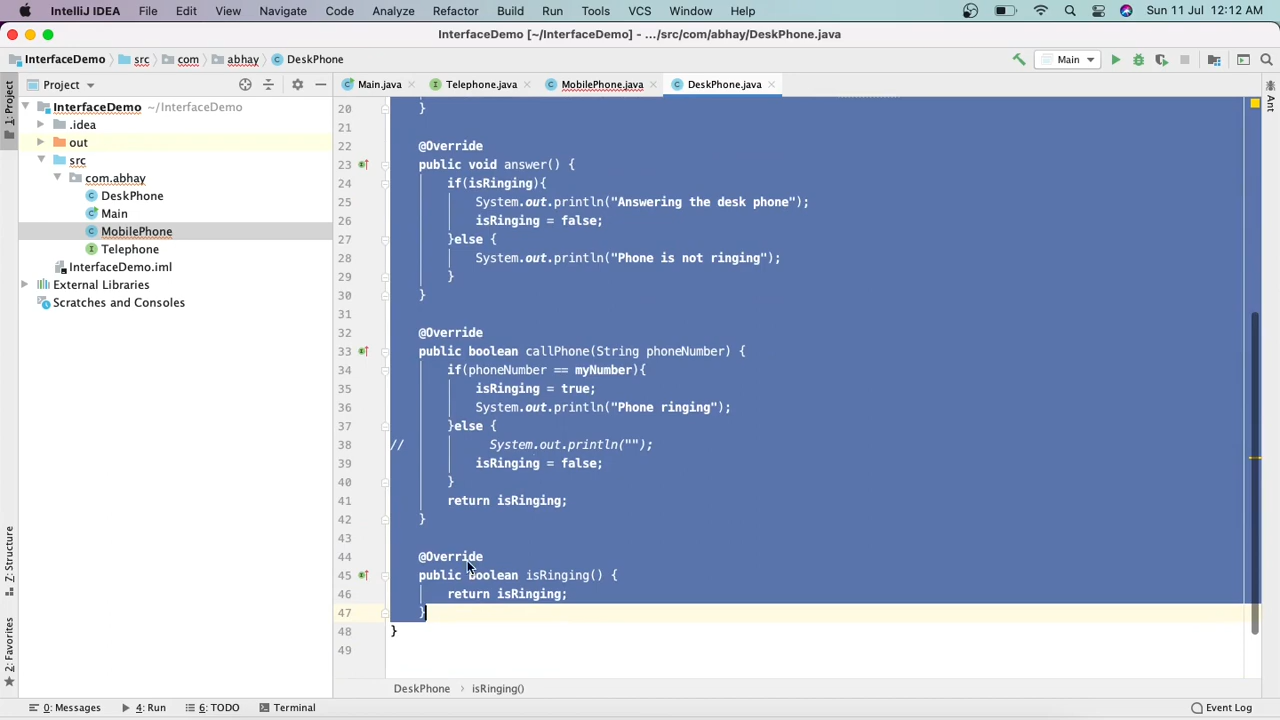 IntelliJ IDEA File Edit View Navigate Code Analyze Refactor Build Run Tools VCS Window Help Sun 11 Jul 12:12 AM
InterfaceDemo [~/InterfaceDemo] - .../src/com/abhay/DeskPhone.java
InterfaceDemo src com abhay DeskPhone Main
Project Main.java Telephone.java MobilePhone.java DeskPhone.java
1: Project
Z: Structure
2: Favorites
Ant
InterfaceDemo ~/InterfaceDemo
.idea
out
src
com.abhay
DeskPhone
Main
MobilePhone
Telephone
InterfaceDemo.iml
External Libraries
Scratches and Consoles
20 }
21
22 @Override
23 public void answer() {
24 if(isRinging){
25 System.out.println("Answering the desk phone");
26 isRinging = false;
27 }else {
28 System.out.println("Phone is not ringing");
29 }
30 }
31
32 @Override
33 public boolean callPhone(String phoneNumber) {
34 if(phoneNumber == myNumber){
35 isRinging = true;
36 System.out.println("Phone ringing");
37 }else {
38 // System.out.println("");
39 isRinging = false;
40 }
41 return isRinging;
42 }
43
44 @Override
45 public boolean isRinging() {
46 return isRinging;
47 }
48 }
49
DeskPhone › isRinging()
0: Messages 4: Run 6: TODO Terminal Event Log